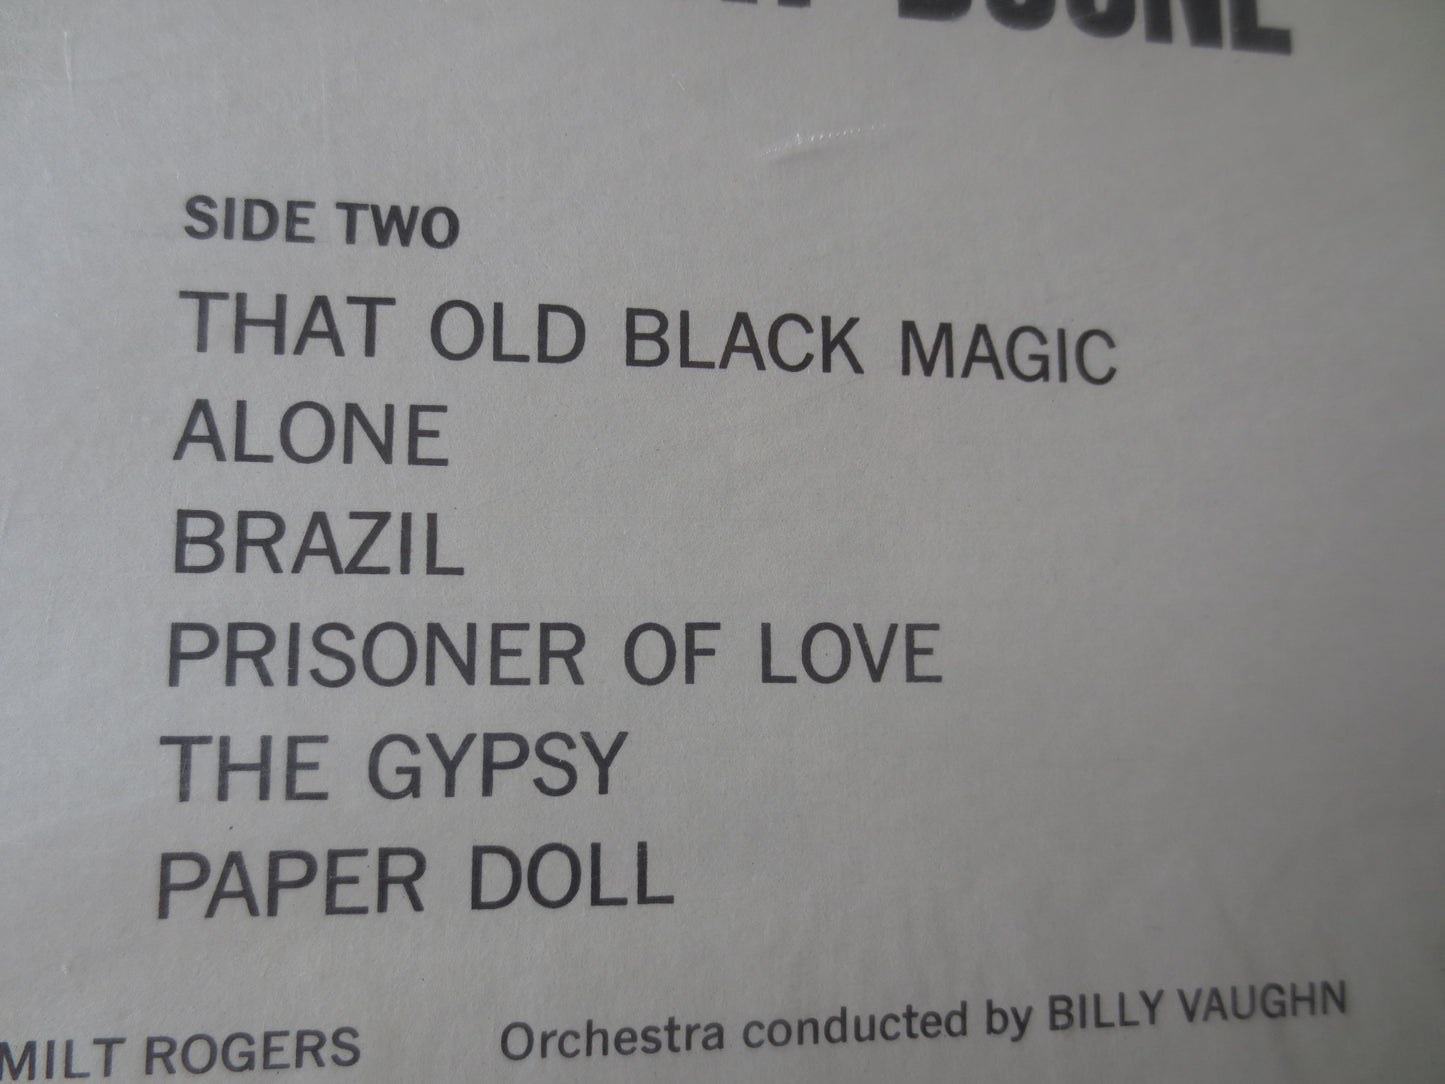 BOONE
SIDE TWO
THAT OLD BLACK MAGIC
ALONE
BRAZIL
PRISONER OF LOVE
THE GYPSY
PAPER DOLL
MILT ROGERS Orchestra conducted by BILLY VAUGHN